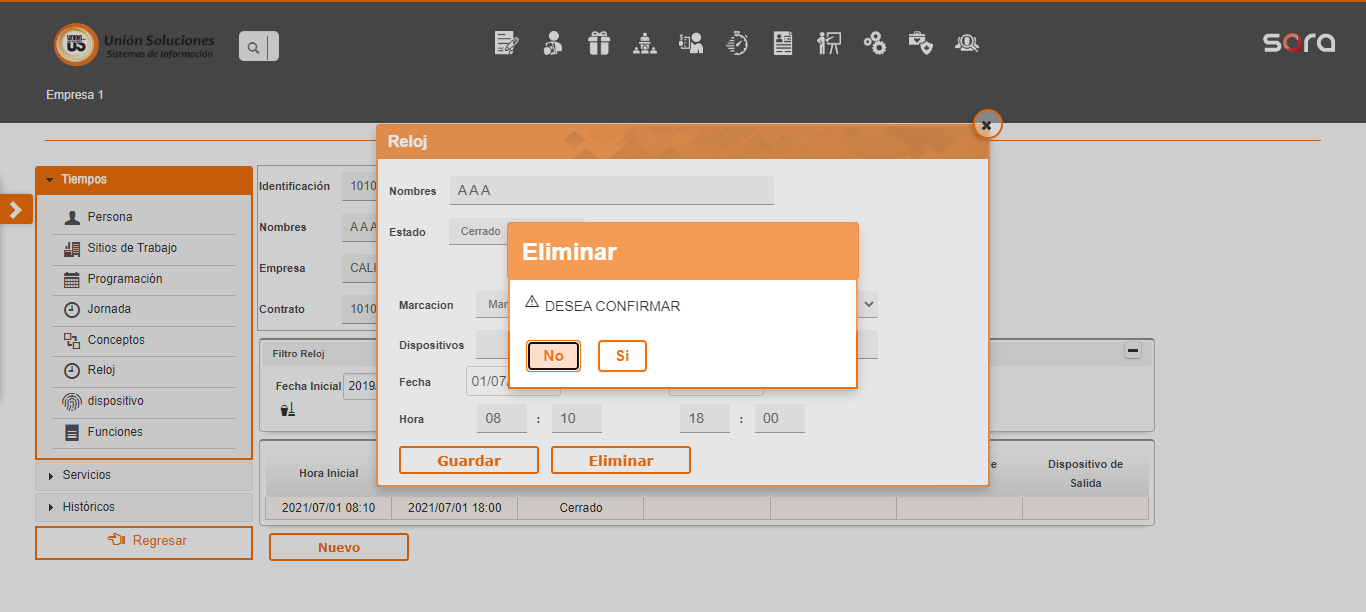 UNION
US
Unión Soluciones
Sistemas de Información
sara
Empresa 1
Reloj
Tiempos
Persona
Sitios de Trabajo
Programación
Jornada
Conceptos
Reloj
dispositivo
Funciones
Servicios
Históricos
Regresar
Identificación 1010
Nombres AAA
Empresa CALI
Contrato 1010
Filtro Reloj
Fecha Inicial 2019
Nombres AAA
Estado Cerrado
Marcacion Mar
Dispositivos
Fecha 01/07
Hora 08 : 10 18 : 00
Guardar Eliminar
Eliminar
DESEA CONFIRMAR
No Si
Hora Inicial e Dispositivo de
Salida
2021/07/01 08:10 2021/07/01 18:00 Cerrado
Nuevo